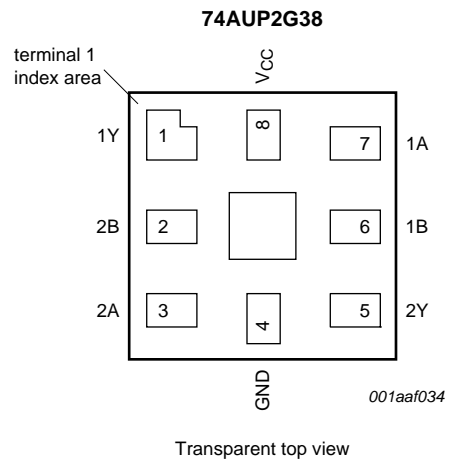 74AUP2G38
terminal 1
index area
VCC
1Y 1 8 7 1A
2B 2 6 1B
2A 3 4 5 2Y
GND
001aaf034
Transparent top view